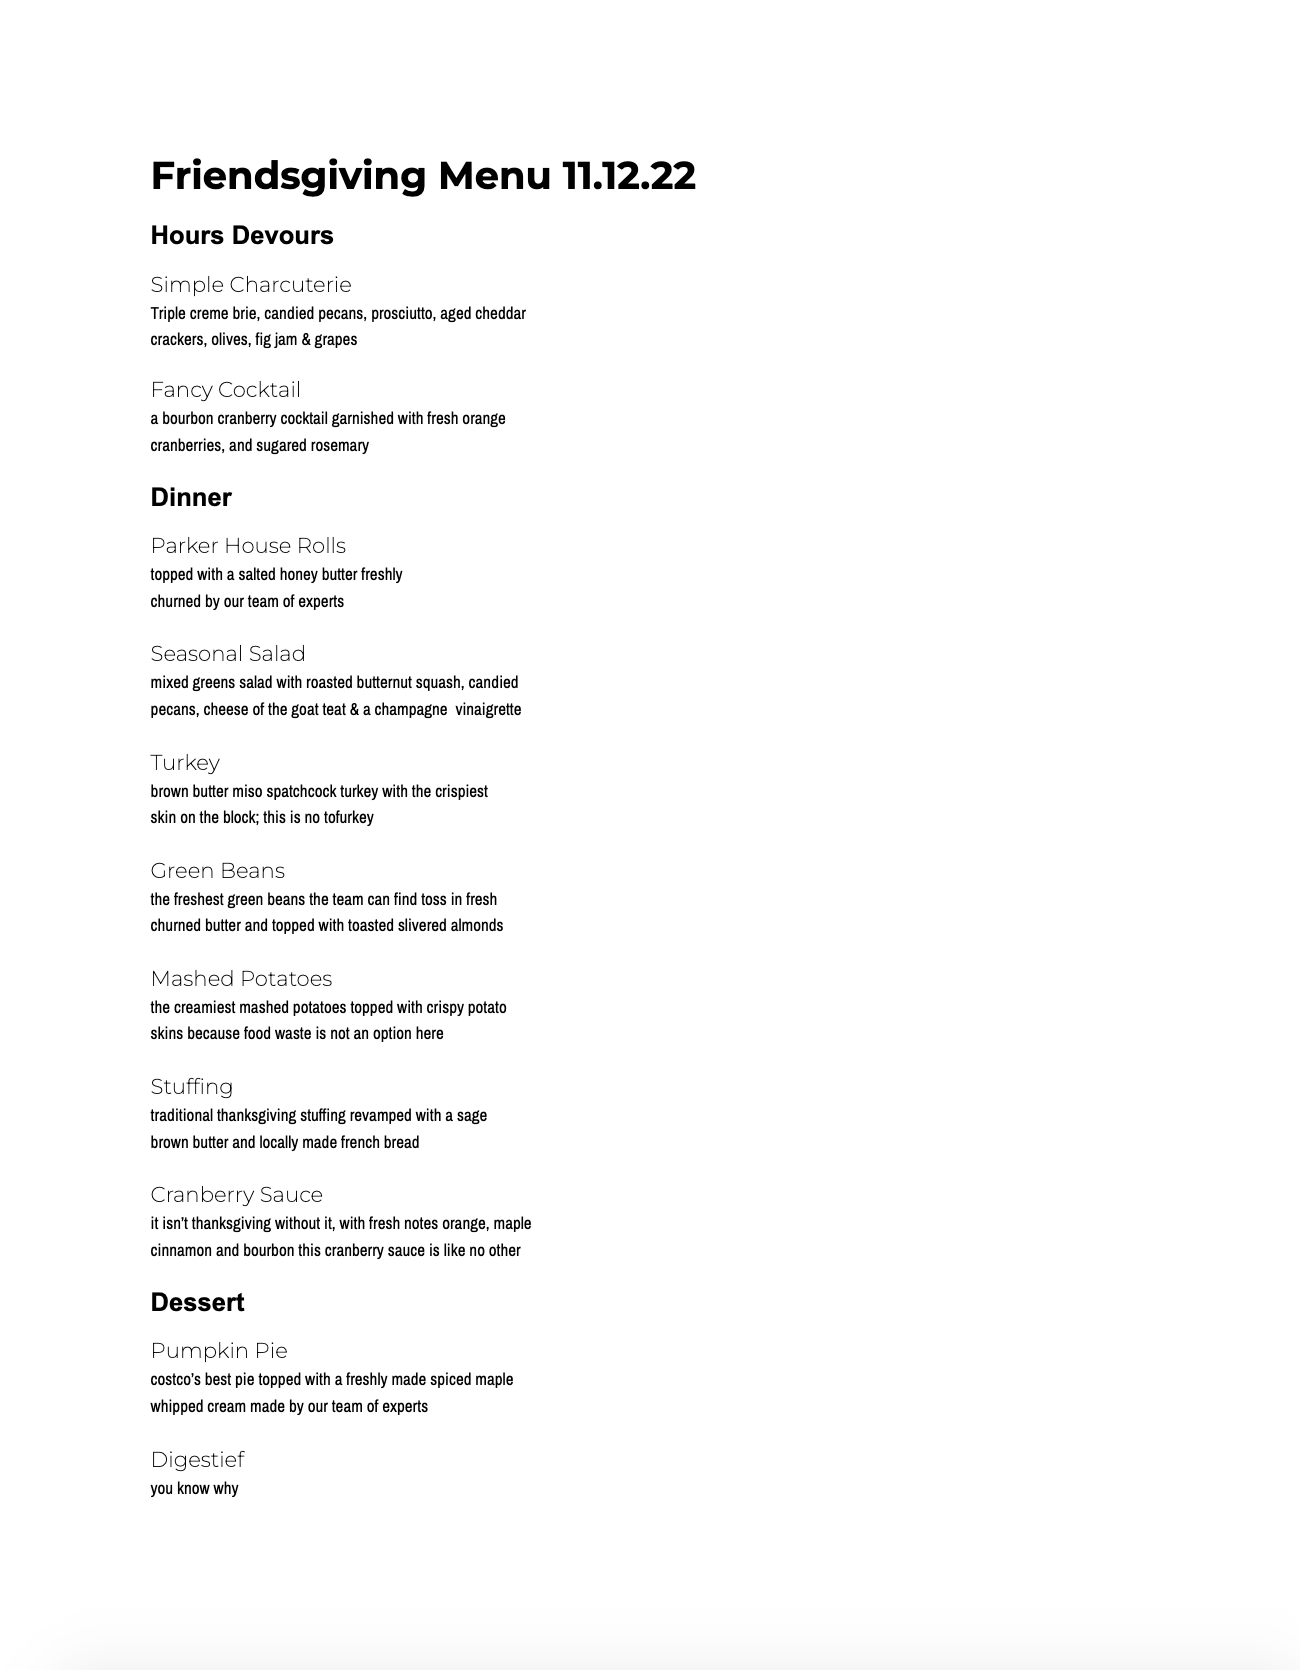 Friendsgiving Menu 11.12.22
Hours Devours
Simple Charcuterie
Triple creme brie, candied pecans, prosciutto, aged cheddar
crackers, olives, fig jam & grapes
Fancy Cocktail
a bourbon cranberry cocktail garnished with fresh orange
cranberries, and sugared rosemary
Dinner
Parker House Rolls
topped with a salted honey butter freshly
churned by our team of experts
Seasonal Salad
mixed greens salad with roasted butternut squash, candied
pecans, cheese of the goat teat & a champagne  vinaigrette
Turkey
brown butter miso spatchcock turkey with the crispiest
skin on the block; this is no tofurkey
Green Beans
the freshest green beans the team can find toss in fresh
churned butter and topped with toasted slivered almonds
Mashed Potatoes
the creamiest mashed potatoes topped with crispy potato
skins because food waste is not an option here
Stuffing
traditional thanksgiving stuffing revamped with a sage
brown butter and locally made french bread
Cranberry Sauce
it isn’t thanksgiving without it, with fresh notes orange, maple
cinnamon and bourbon this cranberry sauce is like no other
Dessert
Pumpkin Pie
costco’s best pie topped with a freshly made spiced maple
whipped cream made by our team of experts
Digestief
you know why